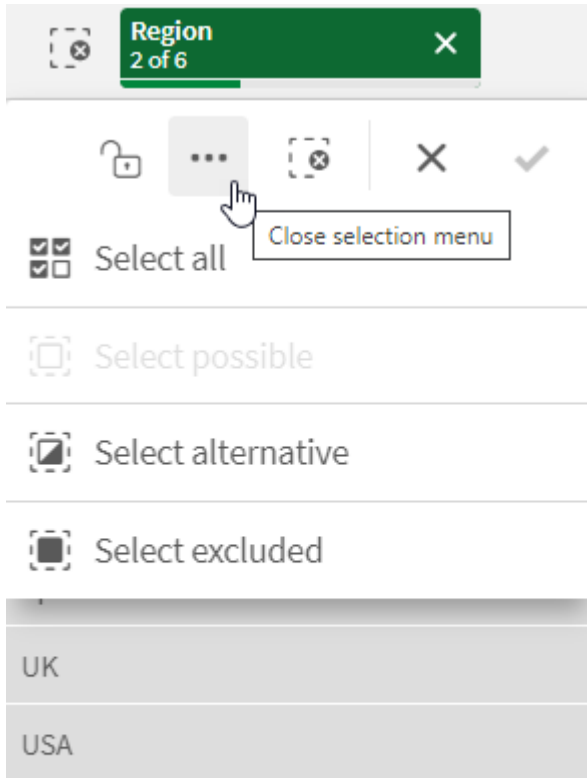 Region
2 of 6
Close selection menu
Select all
Select possible
Select alternative
Select excluded
UK
USA